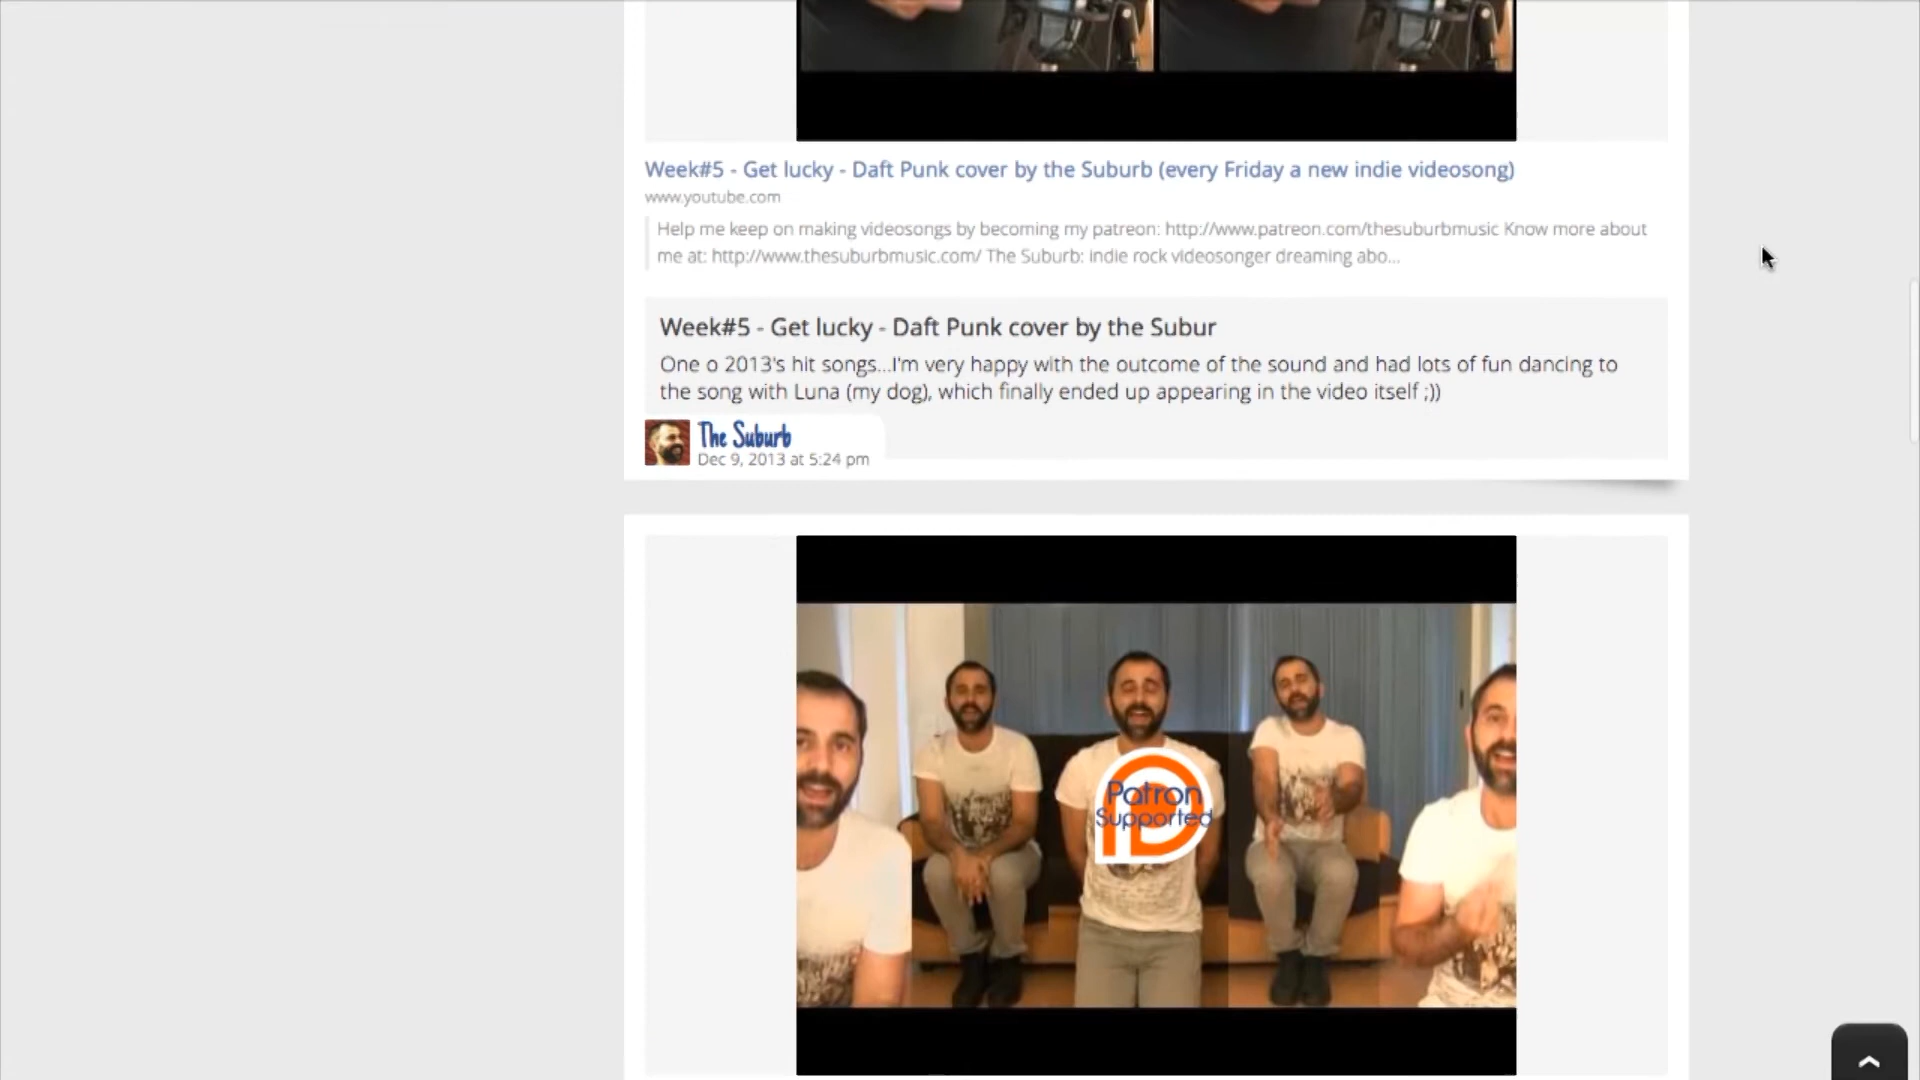 Week#5 - Get lucky - Daft Punk cover by the Suburb (every Friday a new indie videosong)
www.youtube.com
Help me keep on making videosongs by becoming my patreon: http://www.patreon.com/thesuburbmusic Know more about
me at: http://www.thesuburbmusic.com/ The Suburb: indie rock videosonger dreaming abo...
Week#5 - Get lucky - Daft Punk cover by the Subur
One o 2013's hit songs...I'm very happy with the outcome of the sound and had lots of fun dancing to
the song with Luna (my dog), which finally ended up appearing in the video itself ;))
The Suburb
Dec 9, 2013 at 5:24 pm
Patron
Supported